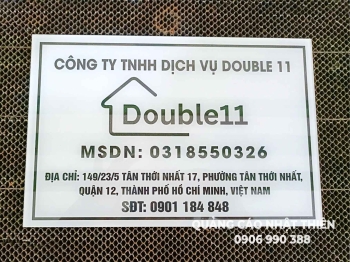 CÔNG TY TNHH DỊCH VỤ DOUBLE 11
Double11
MSDN: 0318550326
ĐỊA CHỈ: 149/23/5 TÂN THỚI NHẤT 17, PHƯỜNG TÂN THỚI NHẤT,
QUẬN 12, THÀNH PHỐ HỒ CHÍ MINH, VIỆT NAM
SĐT: 0901 184 848
QUẢNG CÁO NHẤT THIÊN
0906 990 388